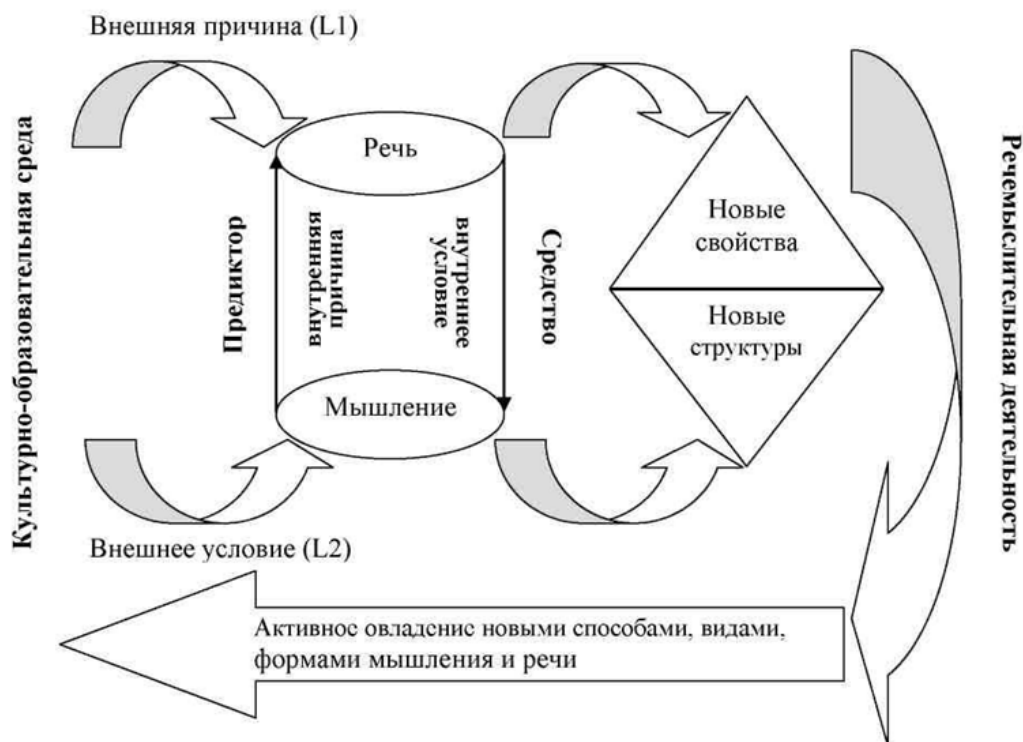 Внешняя причина (L1)
Культурно-образовательная среда
Речь
Предиктор
внутренняя
причина
внутреннее
условие
Средство
Мышление
Новые
свойства
Новые
структуры
Речемыслительная деятельность
Внешнее условие (L2)
Активное овладение новыми способами, видами,
формами мышления и речи